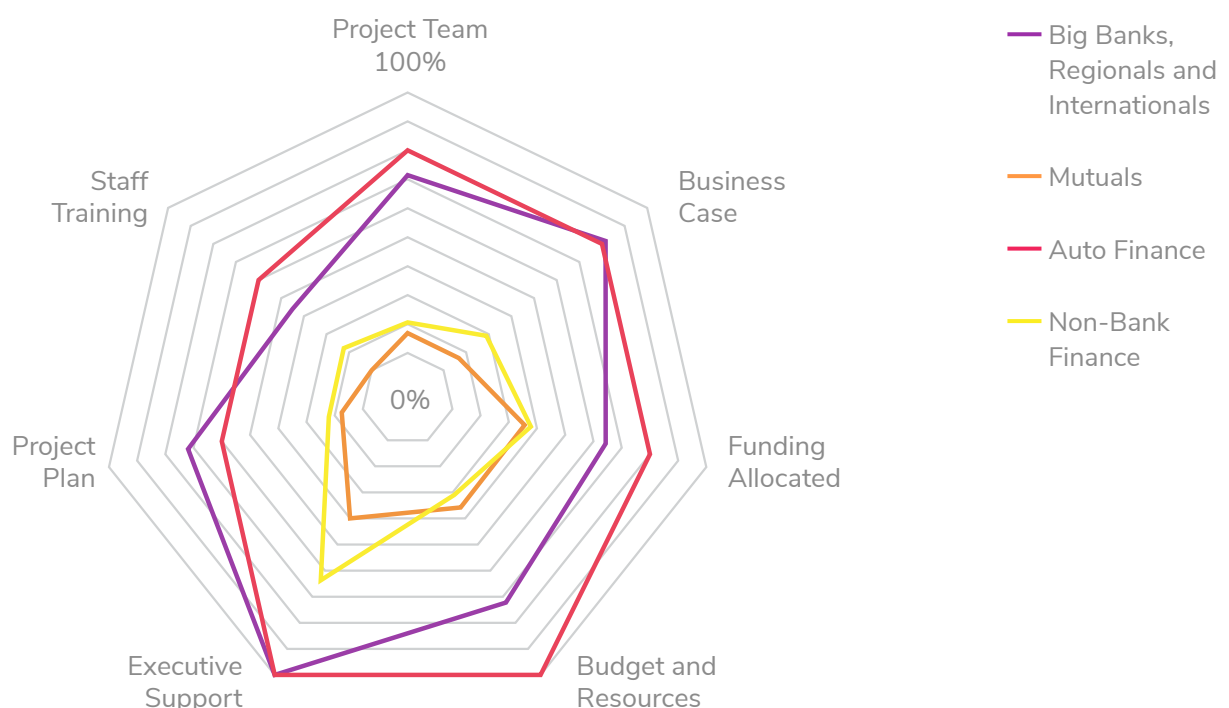 Project Team
100%
Staff
Training
Business
Case
0%
Project
Plan
Funding
Allocated
Executive
Support
Budget and
Resources
Big Banks,
Regionals and
Internationals
Mutuals
Auto Finance
Non-Bank
Finance